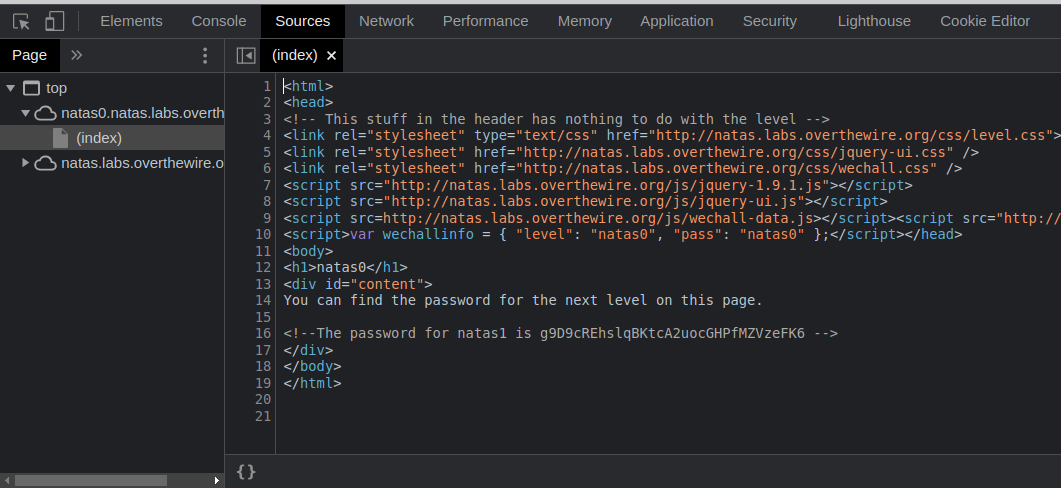 Elements Console Sources Network Performance Memory Application Security Lighthouse Cookie Editor
Page » (index) ×
top
natas0.natas.labs.overth
(index)
natas.labs.overthewire.o
1 <html>
2 <head>
3 <!-- This stuff in the header has nothing to do with the level -->
4 <link rel="stylesheet" type="text/css" href="http://natas.labs.overthewire.org/css/level.css">
5 <link rel="stylesheet" href="http://natas.labs.overthewire.org/css/jquery-ui.css" />
6 <link rel="stylesheet" href="http://natas.labs.overthewire.org/css/wechall.css" />
7 <script src="http://natas.labs.overthewire.org/js/jquery-1.9.1.js"></script>
8 <script src="http://natas.labs.overthewire.org/js/jquery-ui.js"></script>
9 <script src=http://natas.labs.overthewire.org/js/wechall-data.js></script><script src="http://
10 <script>var wechallinfo = { "level": "natas0", "pass": "natas0" };</script></head>
11 <body>
12 <h1>natas0</h1>
13 <div id="content">
14 You can find the password for the next level on this page.
15
16 <!--The password for natas1 is g9D9cREhslqBKtcA2uocGHPfMZVzeFK6 -->
17 </div>
18 </body>
19 </html>
20
21
{}